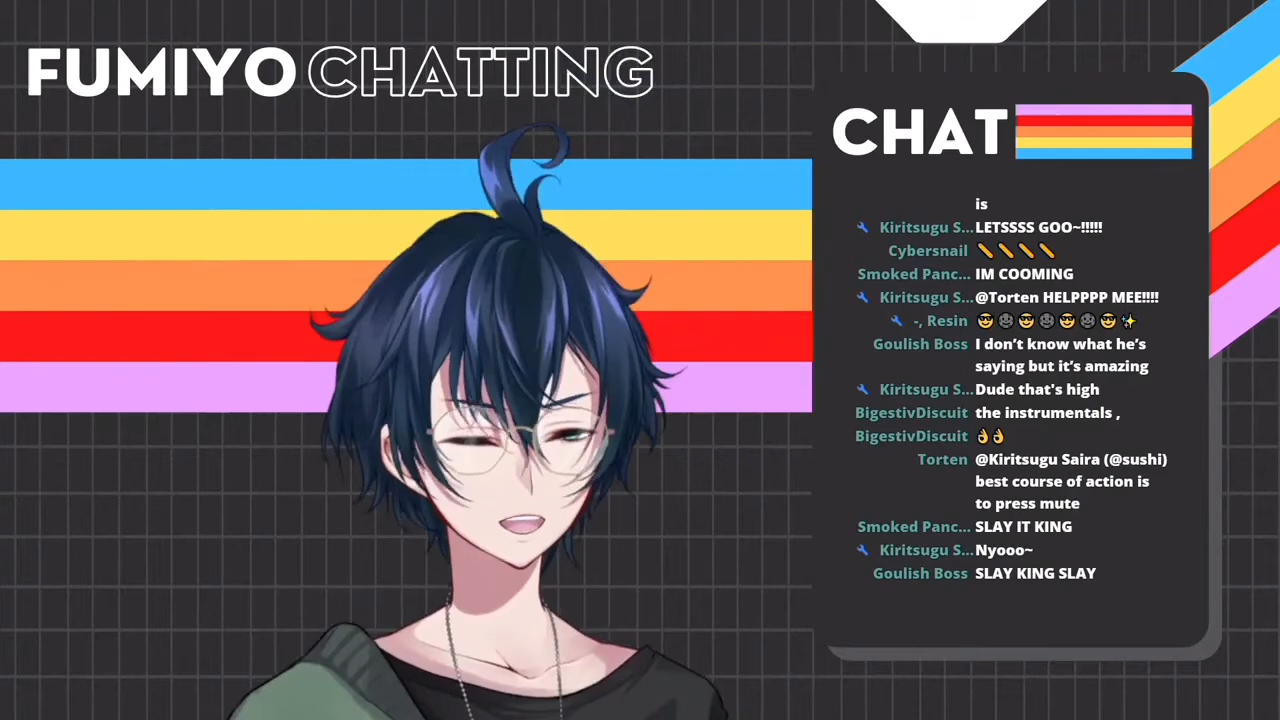 FUMIYO CHATTING
CHAT
is
Kiritsugu S... LETSSSS GOO~!!!!!
Cybersnail
Smoked Panc... IM COOMING
Kiritsugu S... @Torten HELPPPP MEE!!!!
-, Resin
Goulish Boss I don’t know what he’s
saying but it’s amazing
Kiritsugu S... Dude that's high
BigestivDiscuit the instrumentals ,
BigestivDiscuit 👌👌
Torten @Kiritsugu Saira (@sushi)
best course of action is
to press mute
Smoked Panc... SLAY IT KING
Kiritsugu S... Nyooo~
Goulish Boss SLAY KING SLAY